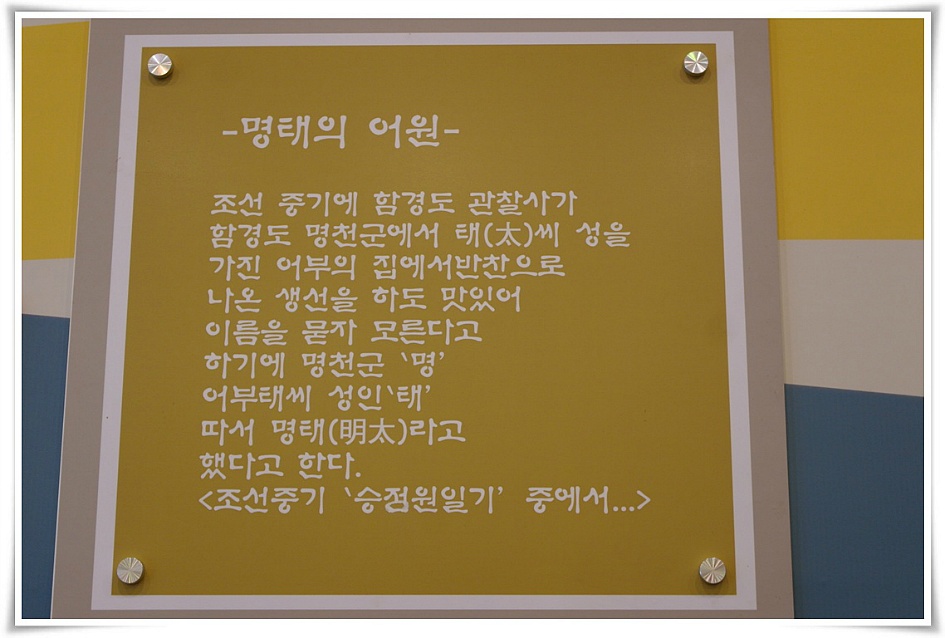 -명태의 어원-
조선 중기에 함경도 관찰사가
함경도 명천군에서 태(太)씨 성을
가진 어부의 집에서반찬으로
나온 생선을 하도 맛있어
이름을 묻자 모른다고
하기에 명천군 '명'
어부태씨 성인'태'
따서 명태(明太)라고
했다고 한다.
<조선중기 '승점원일기' 중에서...>